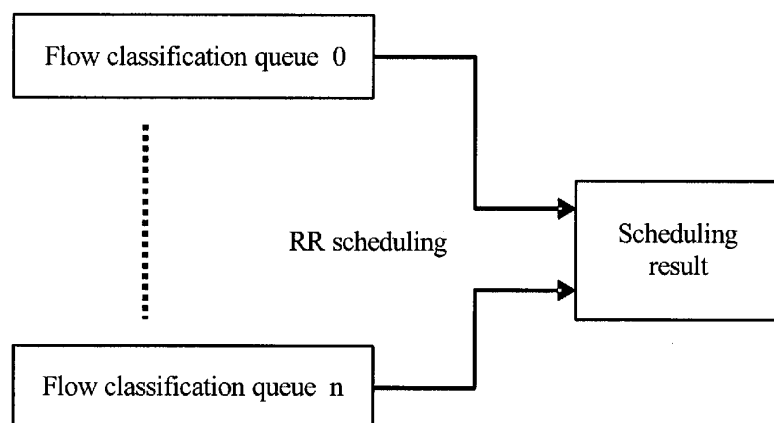 Flow classification queue 0
RR scheduling
Scheduling
result
Flow classification queue n